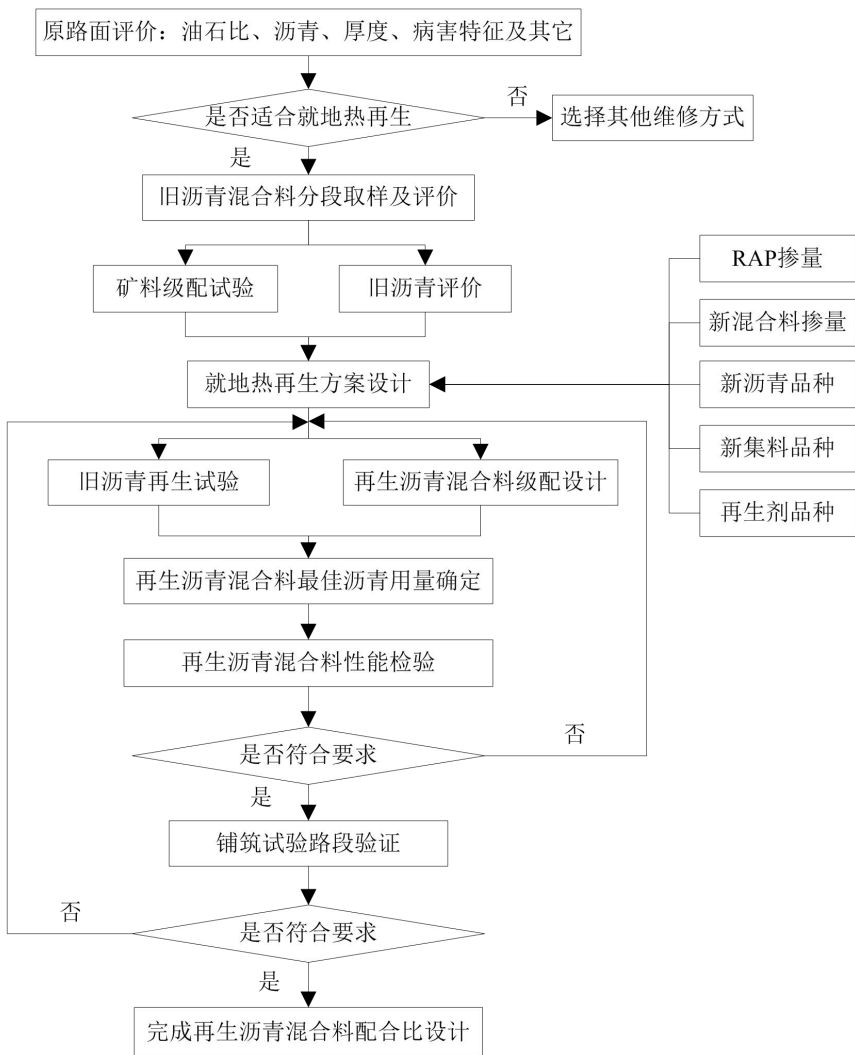 原路面评价：油石比、沥青、厚度、病害特征及其它
是否适合就地热再生
否
选择其他维修方式
是
旧沥青混合料分段取样及评价
矿料级配试验
旧沥青评价
RAP掺量
新混合料掺量
就地热再生方案设计
新沥青品种
新集料品种
再生剂品种
旧沥青再生试验
再生沥青混合料级配设计
再生沥青混合料最佳沥青用量确定
再生沥青混合料性能检验
是否符合要求
否
是
铺筑试验路段验证
否
是否符合要求
是
完成再生沥青混合料配合比设计